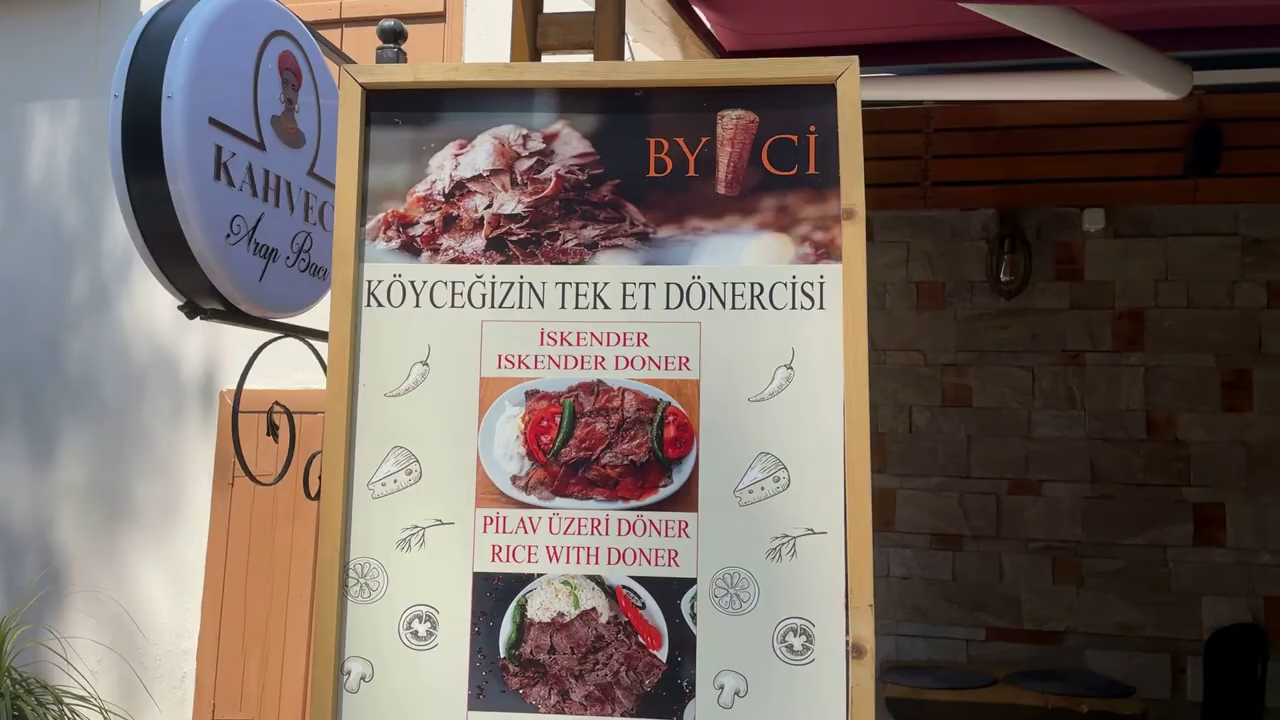 KAHVEC
Arap Bacı
BY Cİ
KÖYCEĞİZİN TEK ET DÖNERCİSİ
İSKENDER
ISKENDER DONER
PİLAV ÜZERİ DÖNER
RICE WITH DONER